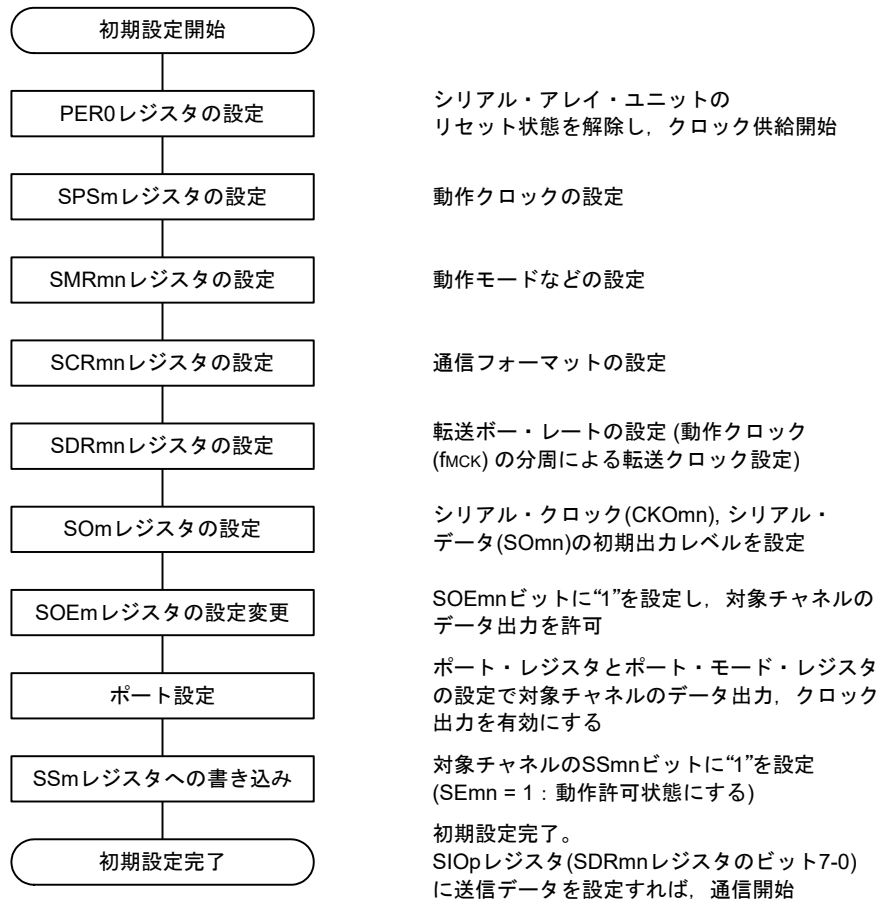 初期設定開始
PER0レジスタの設定
シリアル・アレイ・ユニットの
リセット状態を解除し，クロック供給開始
SPSmレジスタの設定
動作クロックの設定
SMRmnレジスタの設定
動作モードなどの設定
SCRmnレジスタの設定
通信フォーマットの設定
SDRmnレジスタの設定
転送ボー・レートの設定 (動作クロック
(fMCK) の分周による転送クロック設定)
SOmレジスタの設定
シリアル・クロック(CKOmn), シリアル・
データ(SOmn)の初期出力レベルを設定
SOEmレジスタの設定変更
SOEmnビットに“1”を設定し，対象チャネルの
データ出力を許可
ポート設定
ポート・レジスタとポート・モード・レジスタ
の設定で対象チャネルのデータ出力，クロック
出力を有効にする
SSmレジスタへの書き込み
対象チャネルのSSmnビットに“1”を設定
(SEmn = 1：動作許可状態にする)
初期設定完了
初期設定完了。
SIOpレジスタ(SDRmnレジスタのビット7-0)
に送信データを設定すれば，通信開始